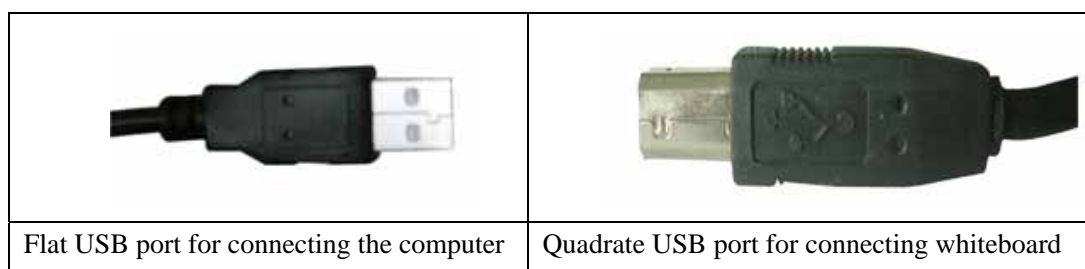 Flat USB port for connecting the computer
Quadrate USB port for connecting whiteboard